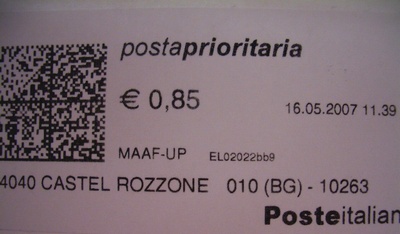 postaprioritaria
€ 0,85
16.05.2007 11.39
MAAF-UP EL02022bb9
4040 CASTEL ROZZONE 010 (BG) - 10263
Posteitalian